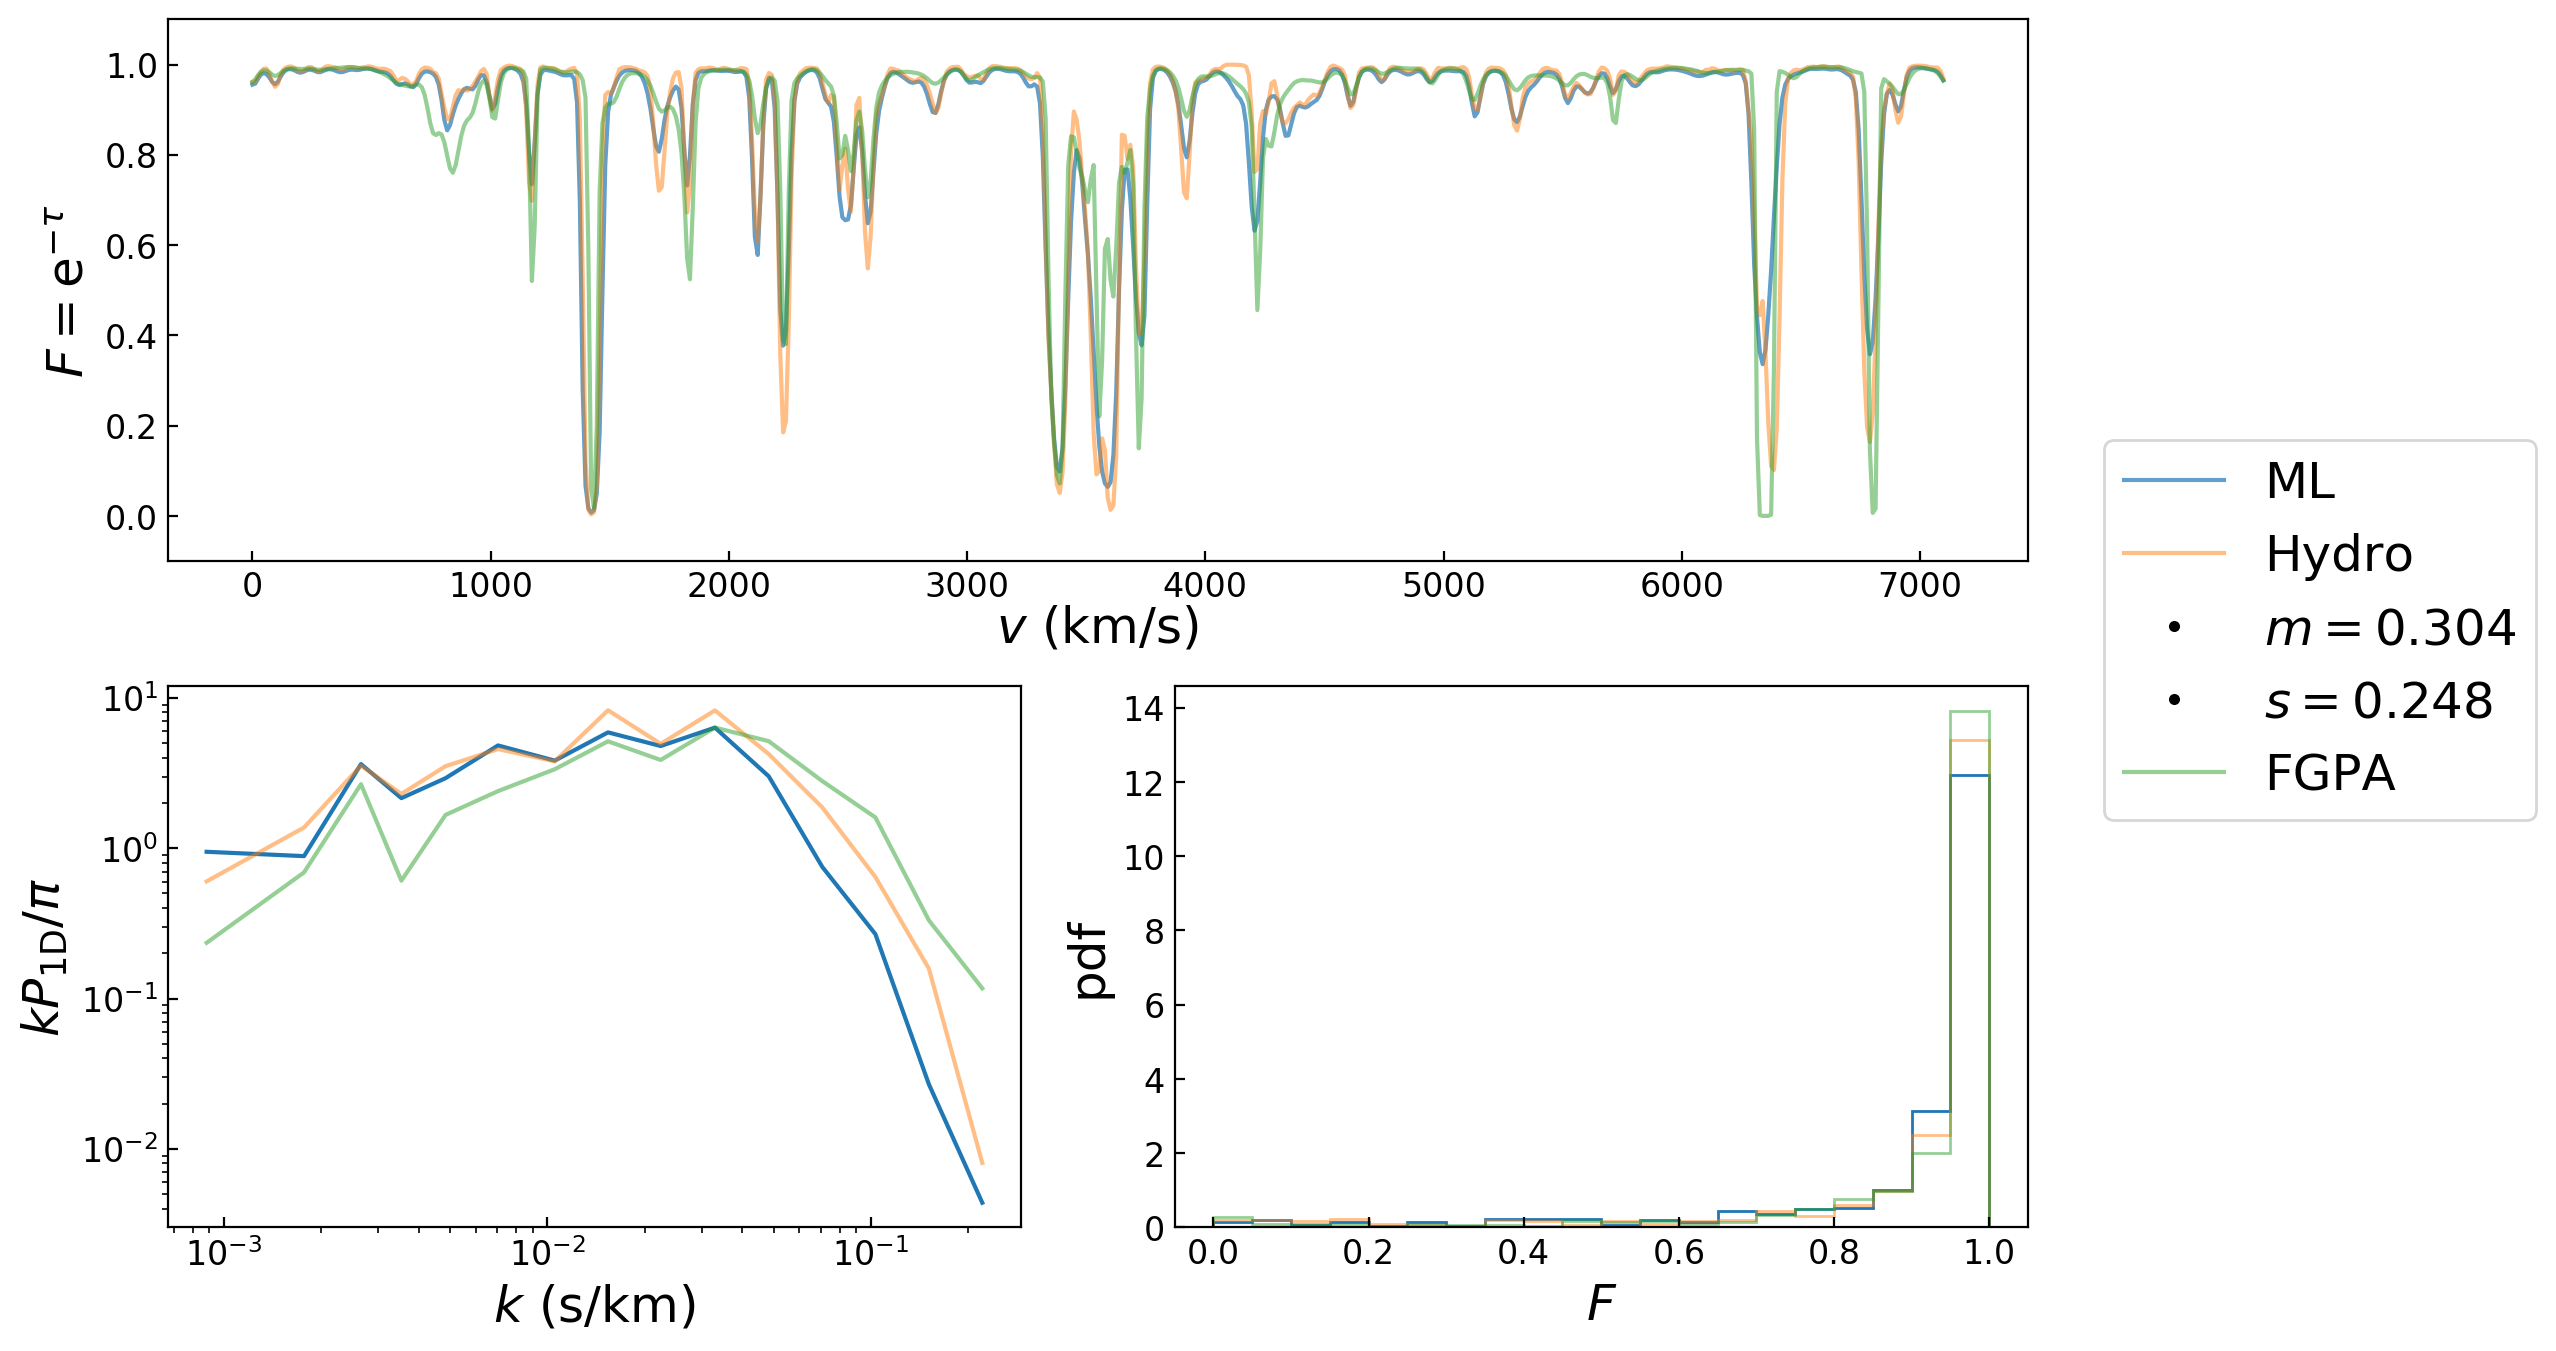 1.0
0.8
0.6
0.4
0.2
0.0
F = e^{−τ}
0 1000 2000 3000 4000 5000 6000 7000
v (km/s)
ML
Hydro
m = 0.304
s = 0.248
FGPA
10^1
10^0
10^{−1}
10^{−2}
kP_{1D}/π
10^{−3} 10^{−2} 10^{−1}
k (s/km)
14
12
10
8
6
4
2
0
pdf
0.0 0.2 0.4 0.6 0.8 1.0
F